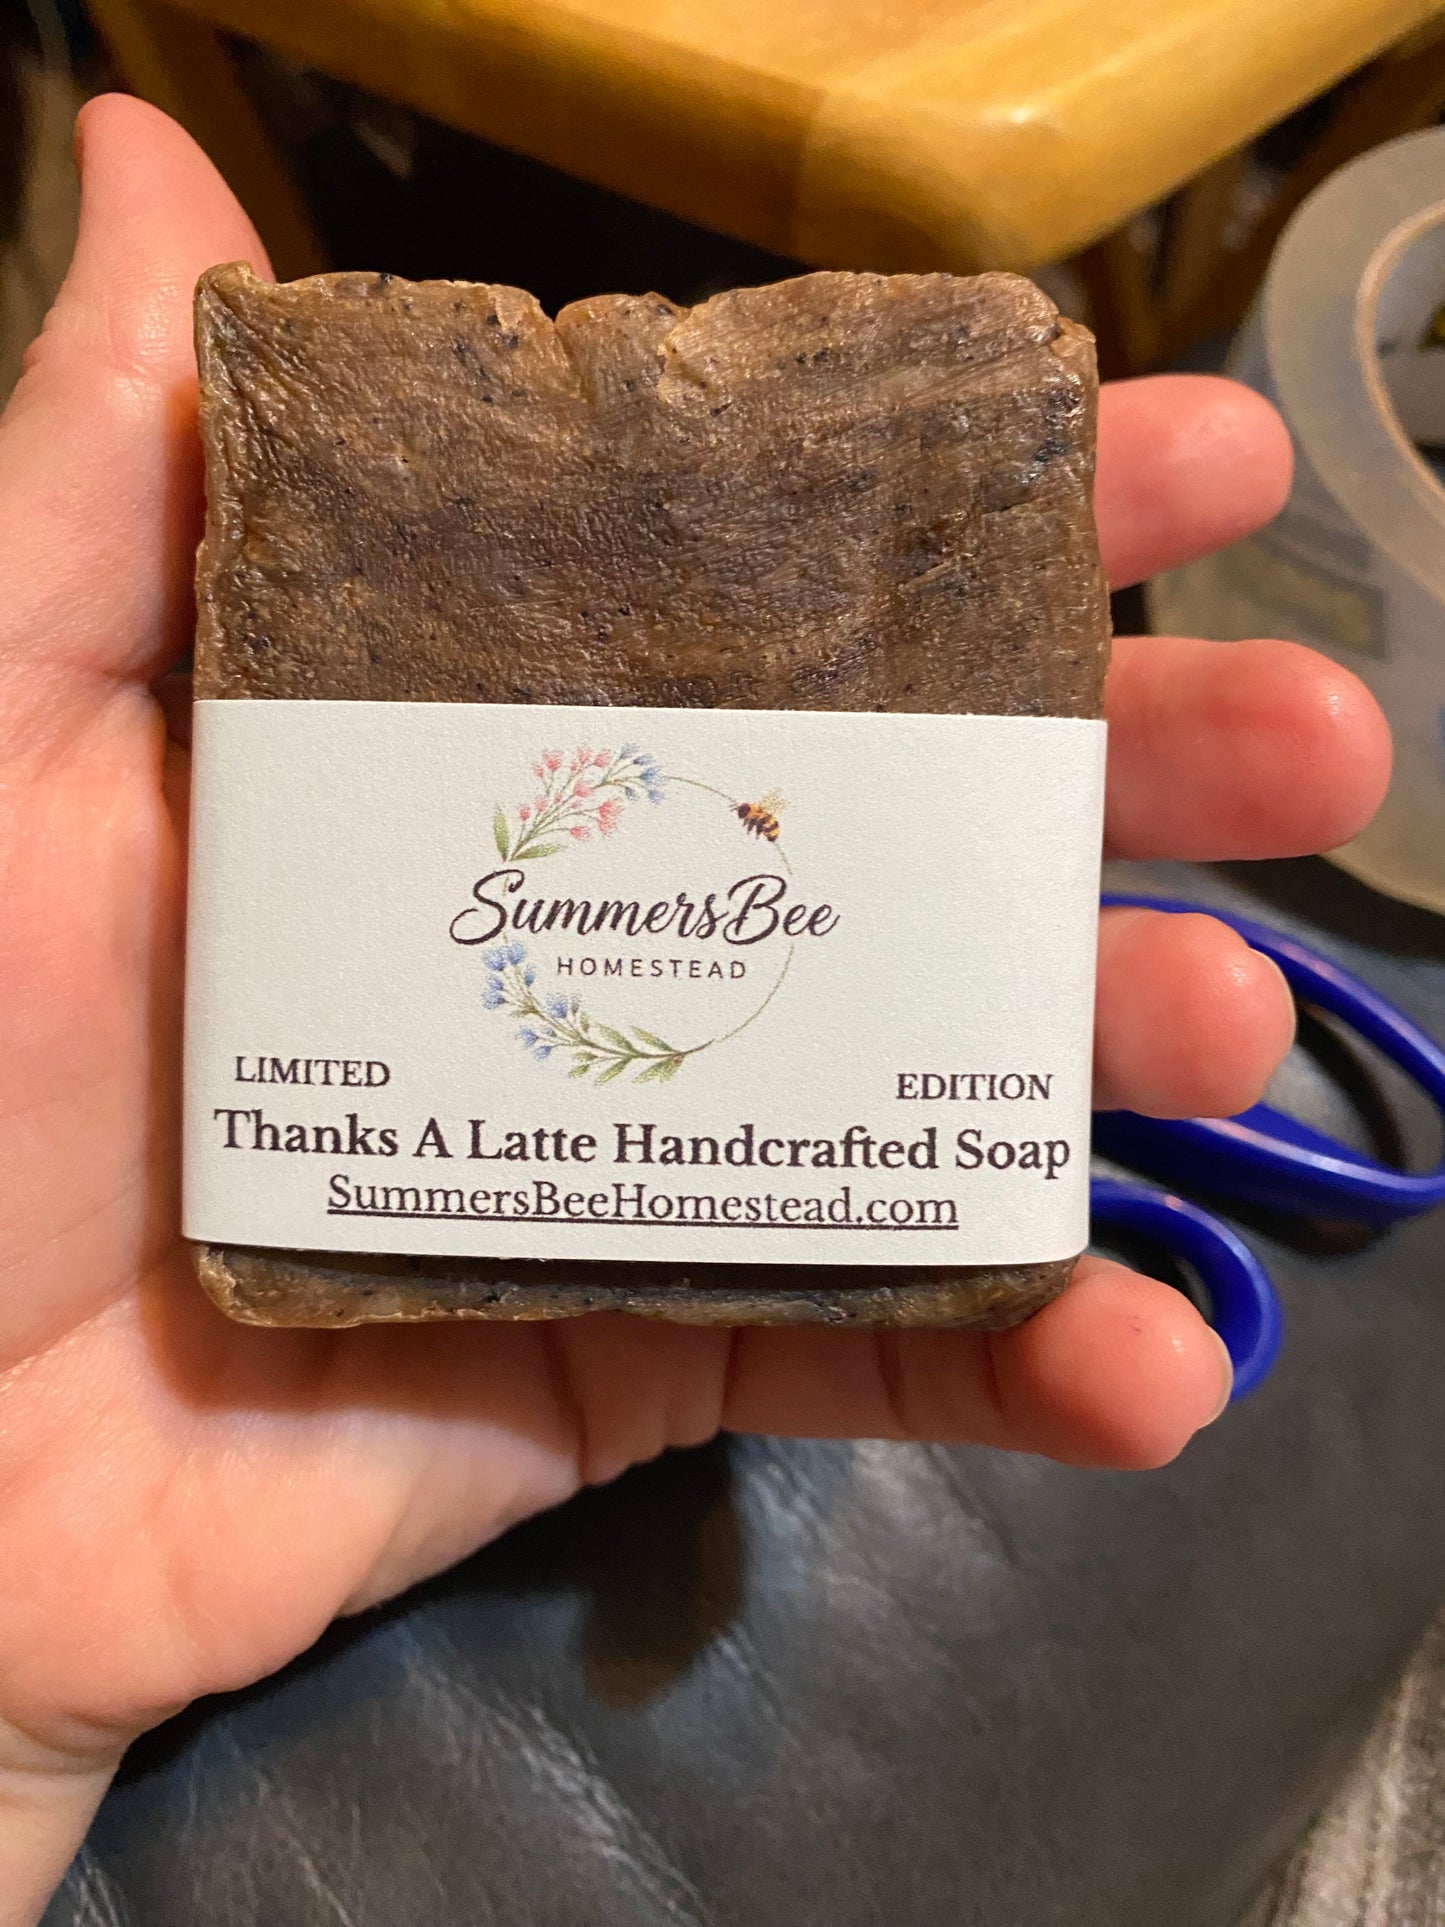 SummersBee
HOMESTEAD
LIMITED EDITION
Thanks A Latte Handcrafted Soap
SummersBeeHomestead.com